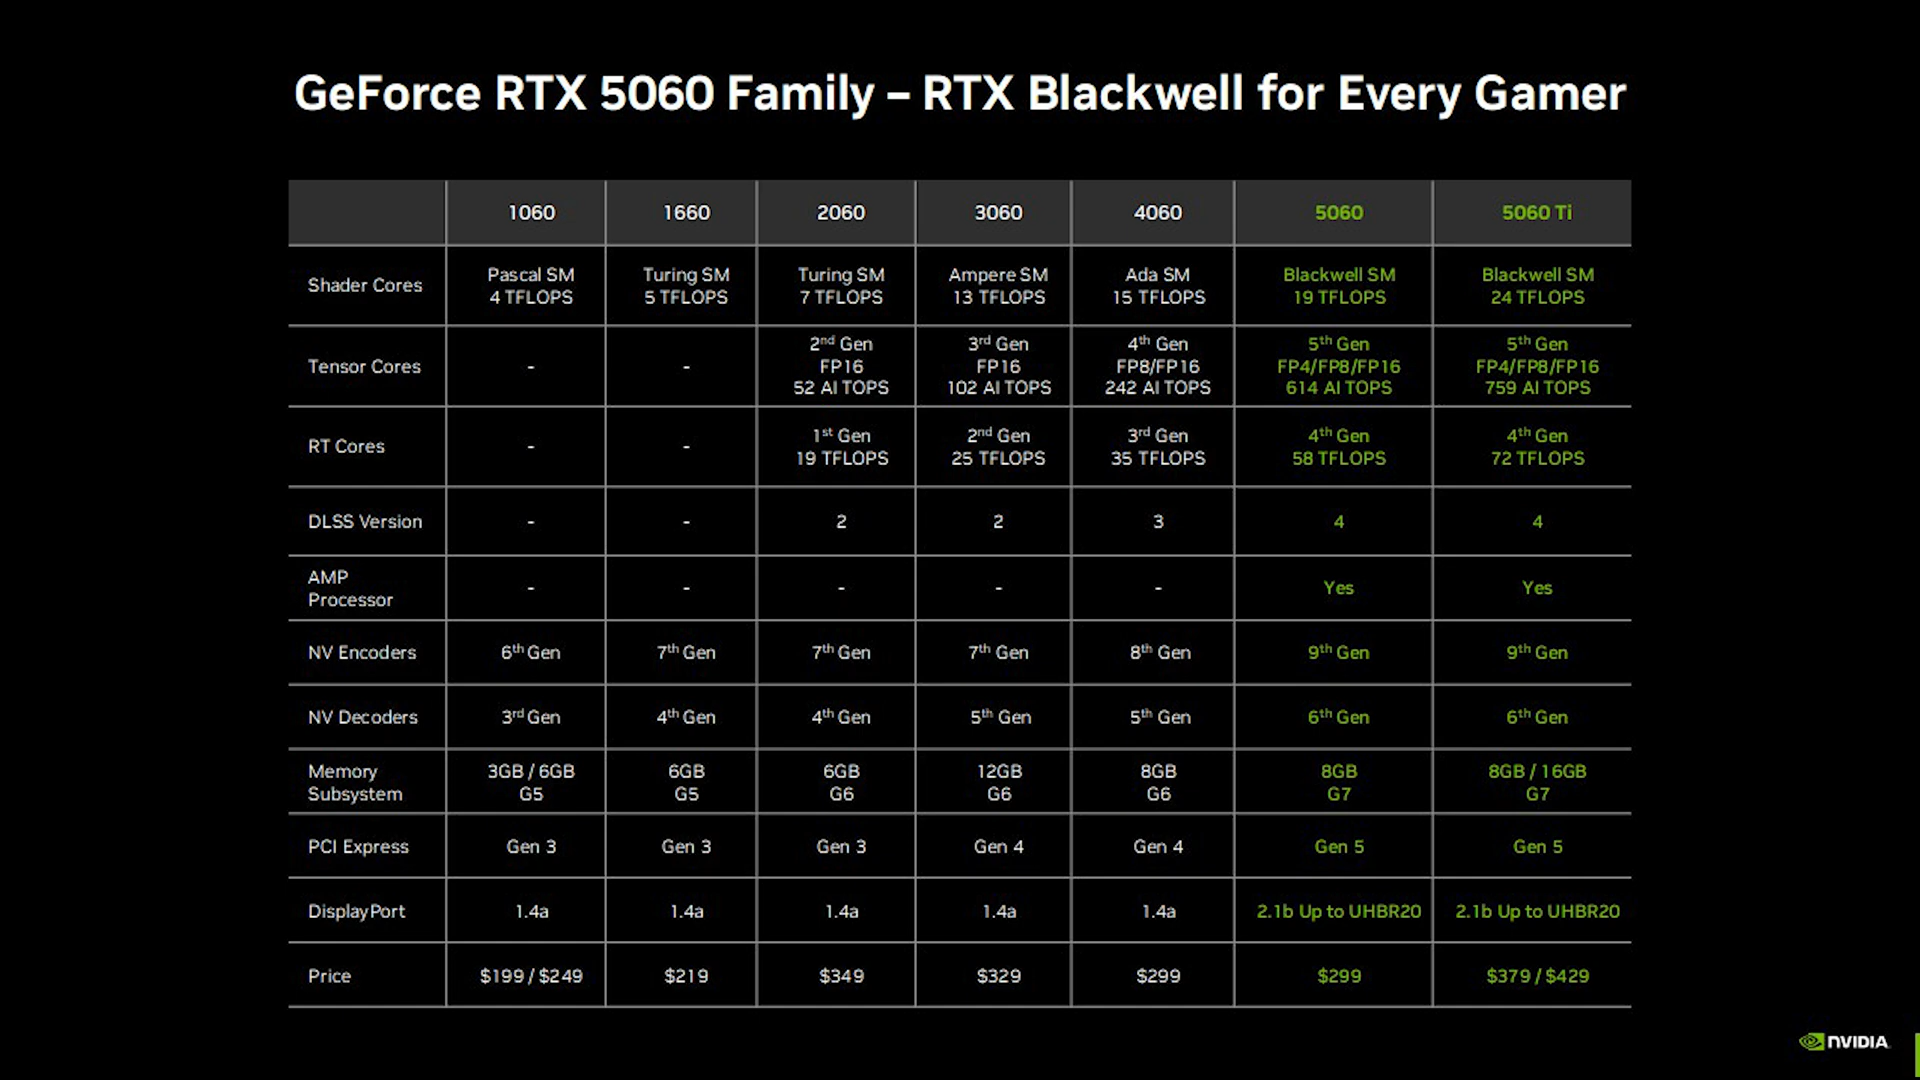 GeForce RTX 5060 Family – RTX Blackwell for Every Gamer
1060 1660 2060 3060 4060 5060 5060 Ti
Shader Cores
Pascal SM
4 TFLOPS
Turing SM
5 TFLOPS
Turing SM
7 TFLOPS
Ampere SM
13 TFLOPS
Ada SM
15 TFLOPS
Blackwell SM
19 TFLOPS
Blackwell SM
24 TFLOPS
Tensor Cores
-
-
2nd Gen
FP16
52 AI TOPS
3rd Gen
FP16
102 AI TOPS
4th Gen
FP8/FP16
242 AI TOPS
5th Gen
FP4/FP8/FP16
614 AI TOPS
5th Gen
FP4/FP8/FP16
759 AI TOPS
RT Cores
-
-
1st Gen
19 TFLOPS
2nd Gen
25 TFLOPS
3rd Gen
35 TFLOPS
4th Gen
58 TFLOPS
4th Gen
72 TFLOPS
DLSS Version - - 2 2 3 4 4
AMP
Processor
- - - - - Yes Yes
NV Encoders 6th Gen 7th Gen 7th Gen 7th Gen 8th Gen 9th Gen 9th Gen
NV Decoders 3rd Gen 4th Gen 4th Gen 5th Gen 5th Gen 6th Gen 6th Gen
Memory
Subsystem
3GB / 6GB
G5
6GB
G5
6GB
G6
12GB
G6
8GB
G6
8GB
G7
8GB / 16GB
G7
PCI Express Gen 3 Gen 3 Gen 3 Gen 4 Gen 4 Gen 5 Gen 5
DisplayPort 1.4a 1.4a 1.4a 1.4a 1.4a 2.1b Up to UHBR20 2.1b Up to UHBR20
Price $199 / $249 $219 $349 $329 $299 $299 $379 / $429
NVIDIA